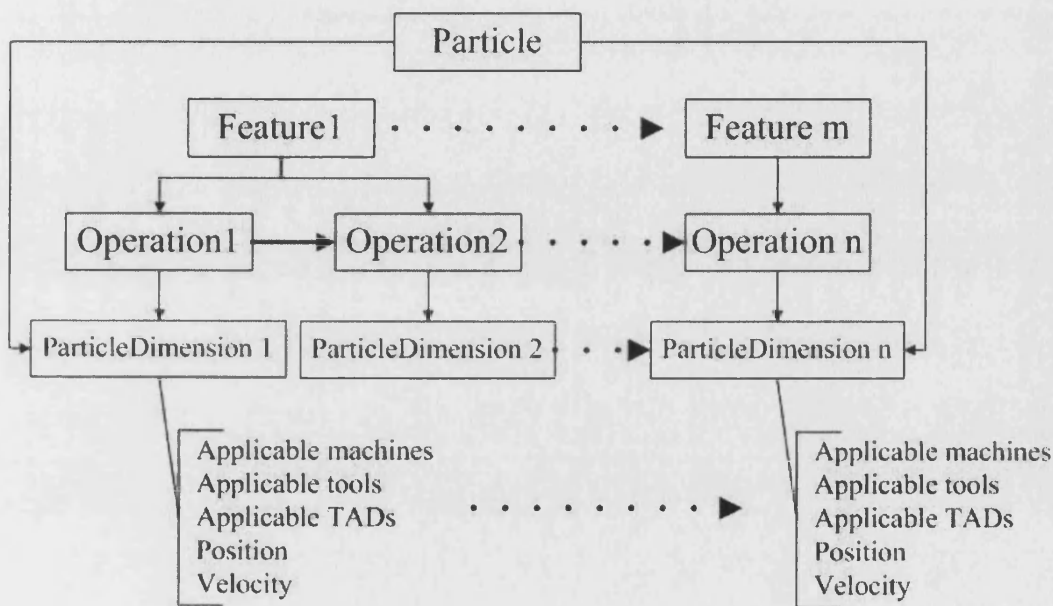 Particle
Feature1
Feature m
Operation1
Operation2
Operation n
ParticleDimension 1
ParticleDimension 2
ParticleDimension n
Applicable machines
Applicable tools
Applicable TADs
Position
Velocity
Applicable machines
Applicable tools
Applicable TADs
Position
Velocity